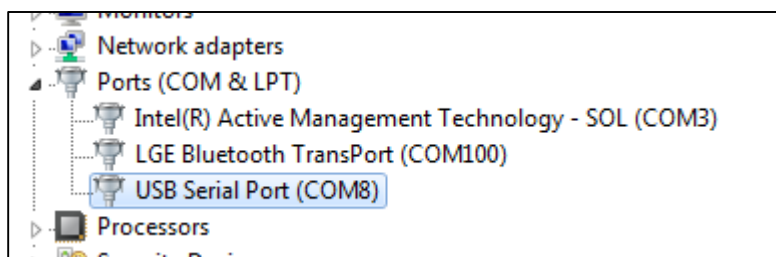 Monitors
Network adapters
Ports (COM & LPT)
Intel(R) Active Management Technology - SOL (COM3)
LGE Bluetooth TransPort (COM100)
USB Serial Port (COM8)
Processors